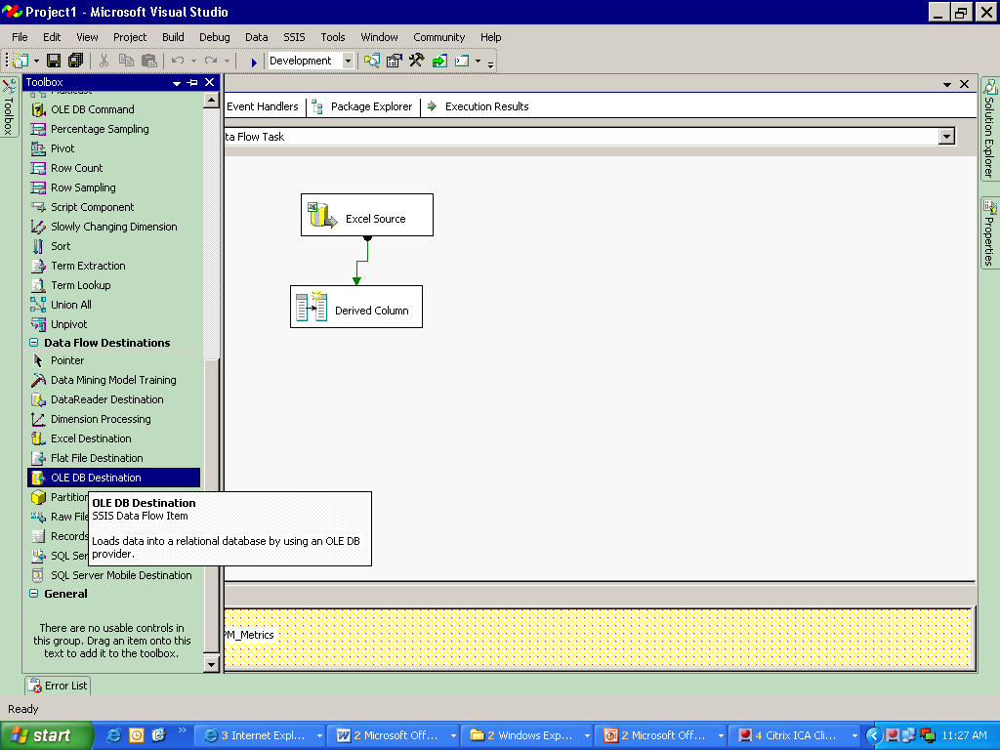 Project1 - Microsoft Visual Studio
File Edit View Project Build Debug Data SSIS Tools Window Community Help
Development
Toolbox
Toolbox
Event Handlers Package Explorer Execution Results
ta Flow Task
Solution Explorer
Properties
OLE DB Command
Percentage Sampling
Pivot
Row Count
Row Sampling
Script Component
Slowly Changing Dimension
Sort
Term Extraction
Term Lookup
Union All
Unpivot
Data Flow Destinations
Pointer
Data Mining Model Training
DataReader Destination
Dimension Processing
Excel Destination
Flat File Destination
OLE DB Destination
Partition
Raw File
Records
SQL Ser
SQL Server Mobile Destination
General
There are no usable controls in
this group. Drag an item onto this
text to add it to the toolbox.
Excel Source
Derived Column
OLE DB Destination
SSIS Data Flow Item
Loads data into a relational database by using an OLE DB
provider.
PM_Metrics
Error List
Ready
start
3 Internet Expl...
2 Microsoft Off...
2 Windows Exp...
2 Microsoft Off...
4 Citrix ICA Cli...
11:27 AM